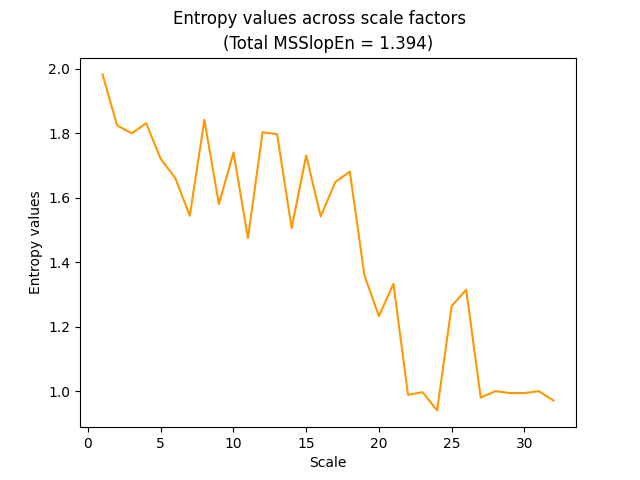 Entropy values across scale factors
(Total MSSlopEn = 1.394)
2.0
1.8
1.6
1.4
1.2
1.0
Entropy values
0 5 10 15 20 25 30
Scale